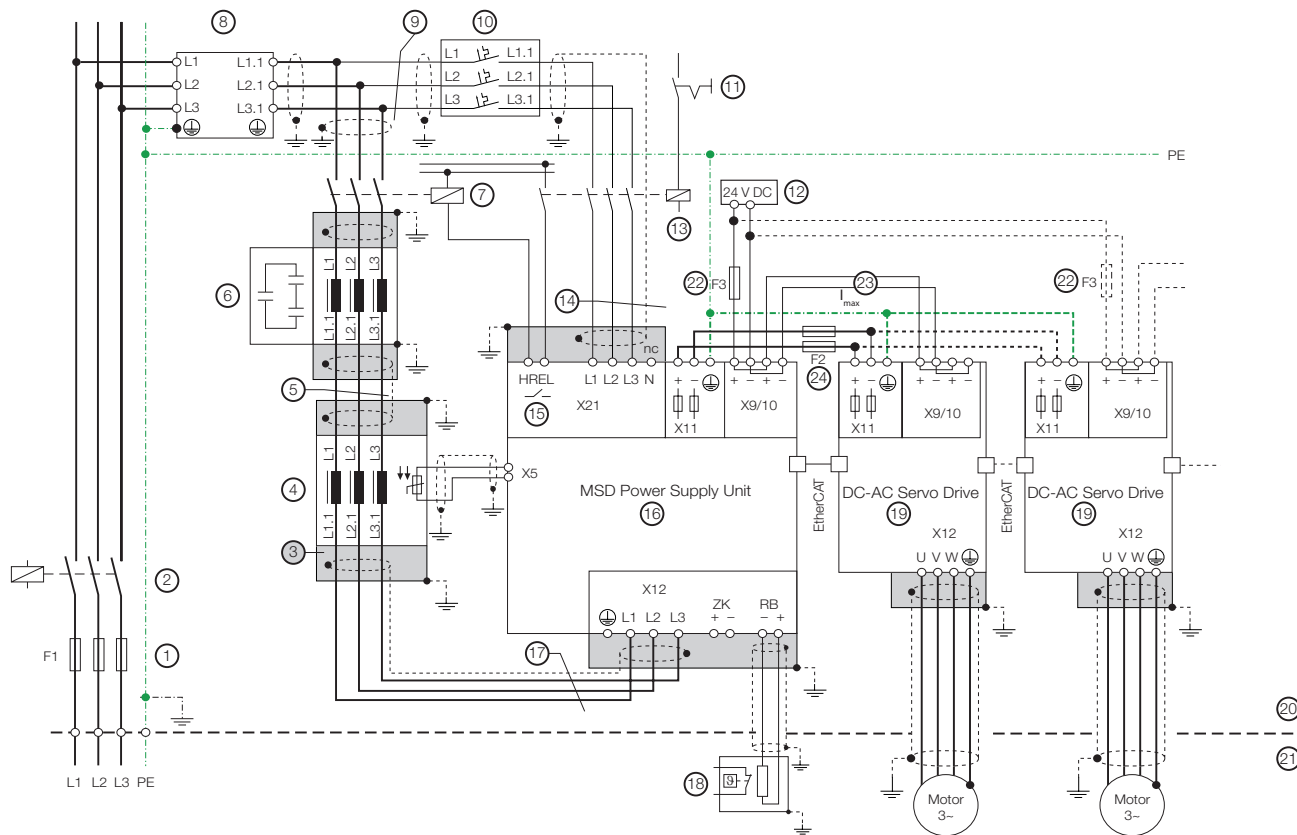 8
9
10
L1 L1.1
L2 L2.1
L3 L3.1
L1 L1.1
L2 L2.1
L3 L3.1
11
PE
7
13
24 V DC
12
6
L1 L2 L3
L1.1 L2.1 L3.1
22 F3
23
Imax
22 F3
14
5
nc
HREL L1 L2 L3 N
15
X21
+ −
X11
+ − + −
X9/10
F2
24
+ −
X11
+ − + −
X9/10
+ −
X11
+ − + −
X9/10
4
L1 L2 L3
L1.1 L2.1 L3.1
3
X5
MSD Power Supply Unit
16
EtherCAT
DC-AC Servo Drive
19
X12
U V W
EtherCAT
DC-AC Servo Drive
19
X12
U V W
2
F1
1
X12
L1 L2 L3
ZK
+ −
RB
− +
17
20
21
L1 L2 L3 PE
18
ϑ
Motor
3~
Motor
3~